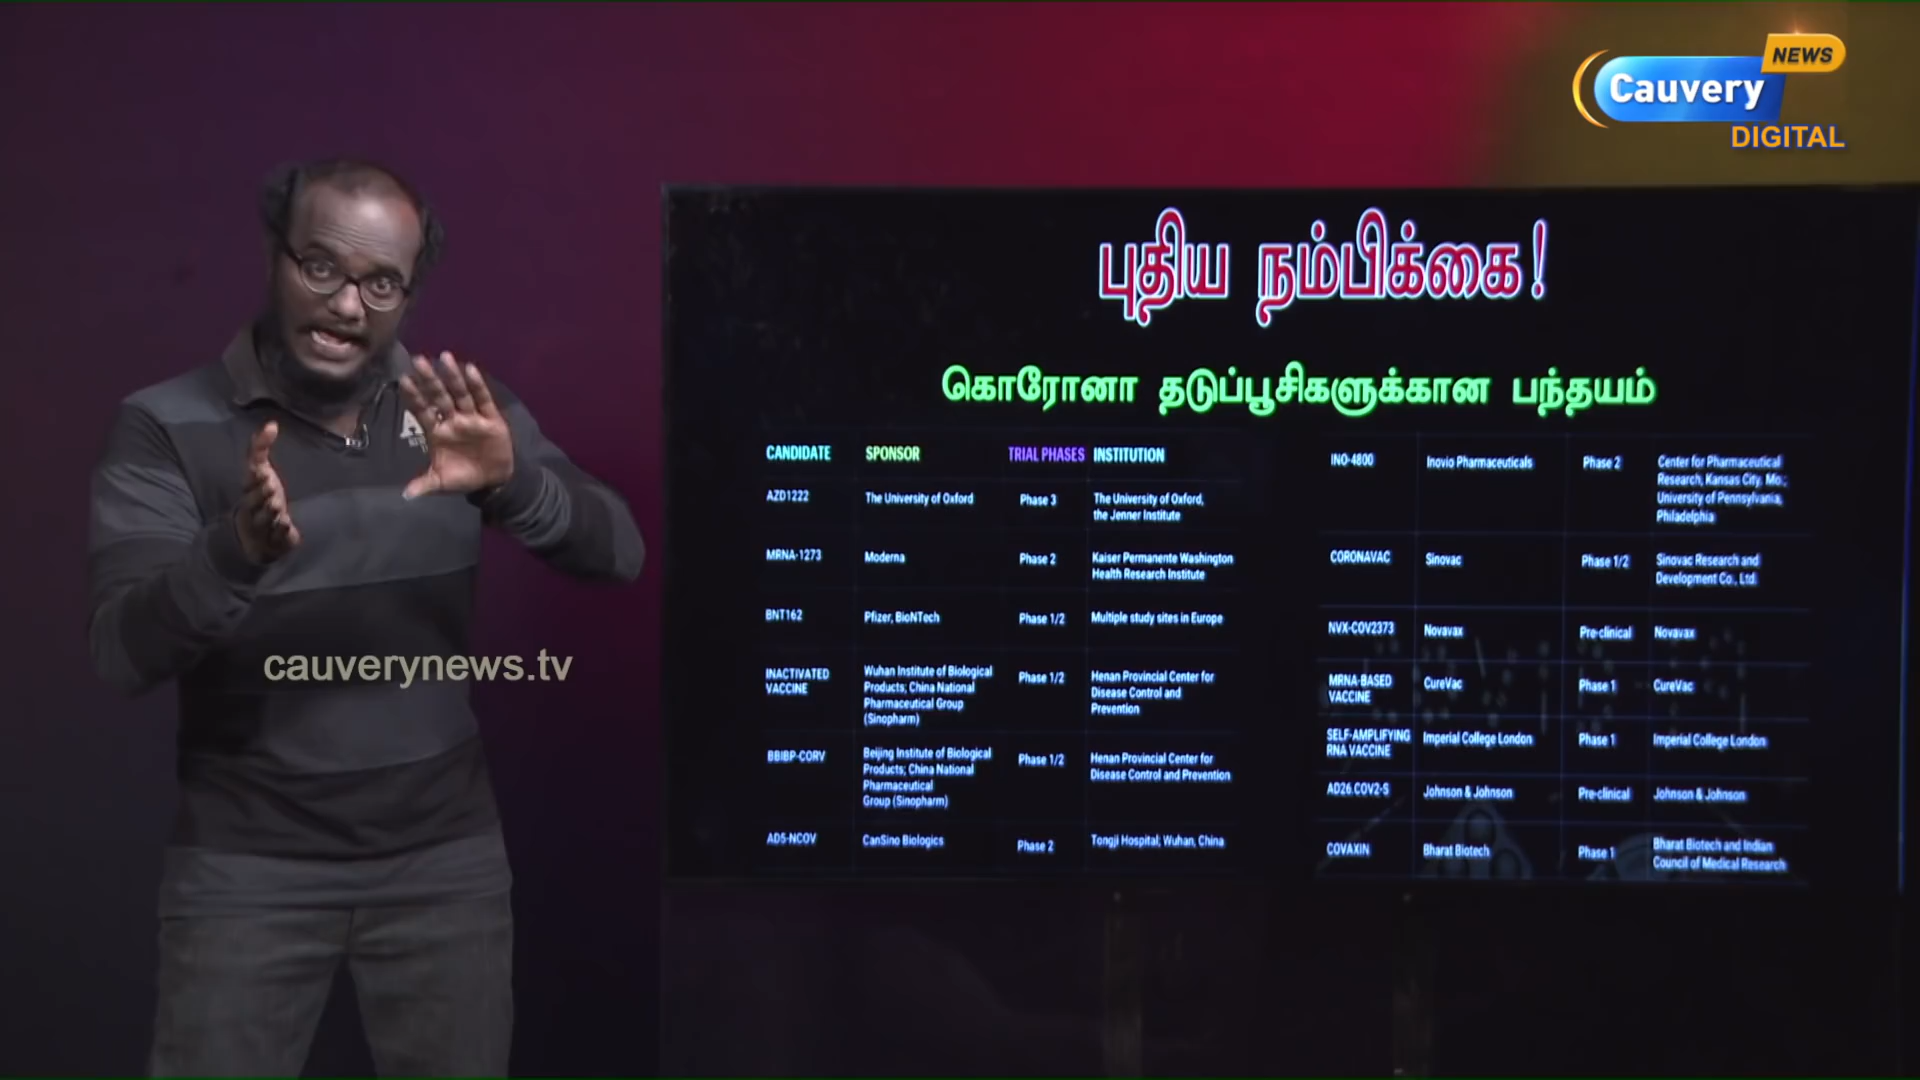 NEWS
Cauvery
DIGITAL
புதிய நம்பிக்கை!
கொரோனா தடுப்பூசிகளுக்கான பந்தயம்
CANDIDATE SPONSOR TRIAL PHASES INSTITUTION
AZD1222 The University of Oxford Phase 3 The University of Oxford,
the Jenner Institute
MRNA-1273 Moderna Phase 2 Kaiser Permanente Washington
Health Research Institute
BNT162 Pfizer, BioNTech Phase 1/2 Multiple study sites in Europe
INACTIVATED
VACCINE
Wuhan Institute of Biological
Products; China National
Pharmaceutical Group
(Sinopharm)
Phase 1/2
Henan Provincial Center for
Disease Control and
Prevention
BBIBP-CORV
Beijing Institute of Biological
Products; China National
Pharmaceutical
Group (Sinopharm)
Phase 1/2
Henan Provincial Center for
Disease Control and Prevention
AD5-NCOV CanSino Biologics Phase 2 Tongji Hospital; Wuhan, China
INO-4800 Inovio Pharmaceuticals Phase 2
Center for Pharmaceutical
Research, Kansas City, Mo.;
University of Pennsylvania,
Philadelphia
CORONAVAC Sinovac Phase 1/2 Sinovac Research and
Development Co., Ltd.
NVX-COV2373 Novavax Pre-clinical Novavax
MRNA-BASED
VACCINE
CureVac Phase 1 CureVac
SELF-AMPLIFYING
RNA VACCINE
Imperial College London Phase 1 Imperial College London
AD26.COV2-S Johnson & Johnson Pre-clinical Johnson & Johnson
COVAXIN Bharat Biotech Phase 1 Bharat Biotech and Indian
Council of Medical Research
cauverynews.tv